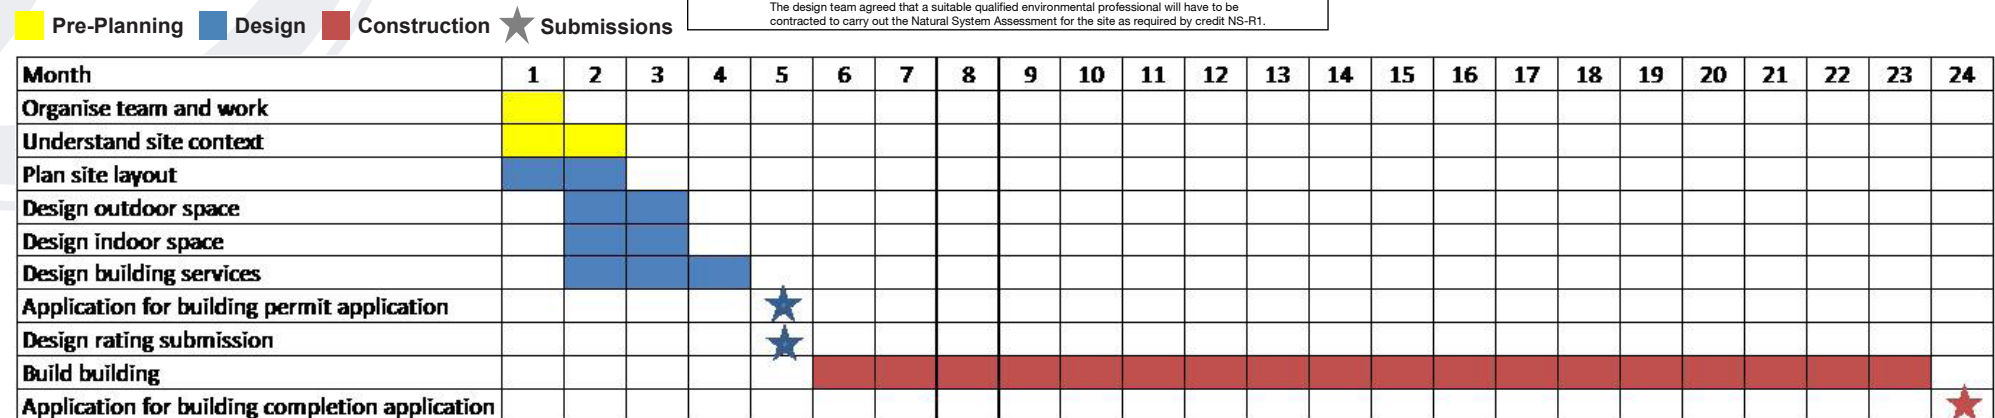 The design team agreed that a suitable qualified environmental professional will have to be
contracted to carry out the Natural System Assessment for the site as required by credit NS-R1.
Pre-Planning Design Construction Submissions
Month 1 2 3 4 5 6 7 8 9 10 11 12 13 14 15 16 17 18 19 20 21 22 23 24
Organise team and work
Understand site context
Plan site layout
Design outdoor space
Design indoor space
Design building services
Application for building permit application
Design rating submission
Build building
Application for building completion application